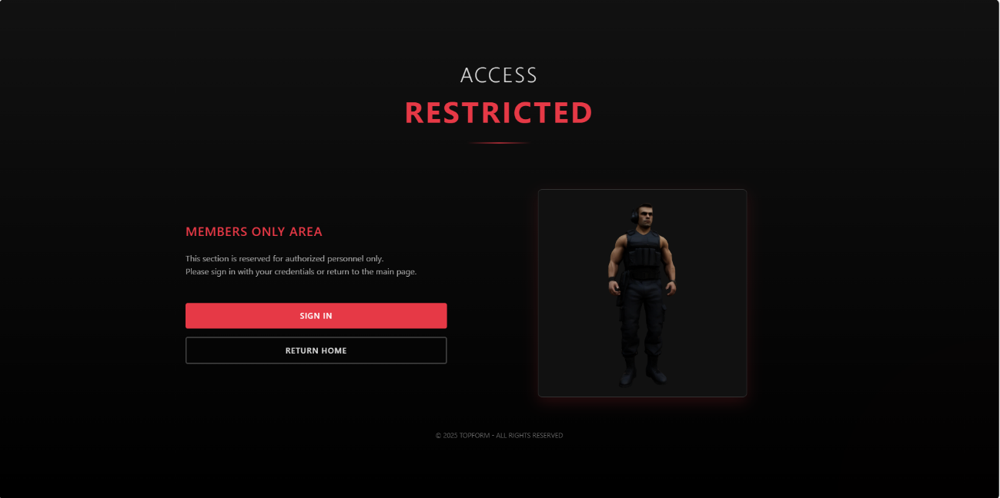 ACCESS
RESTRICTED
MEMBERS ONLY AREA
This section is reserved for authorized personnel only.
Please sign in with your credentials or return to the main page.
SIGN IN
RETURN HOME
© 2025 TOPFORM - ALL RIGHTS RESERVED